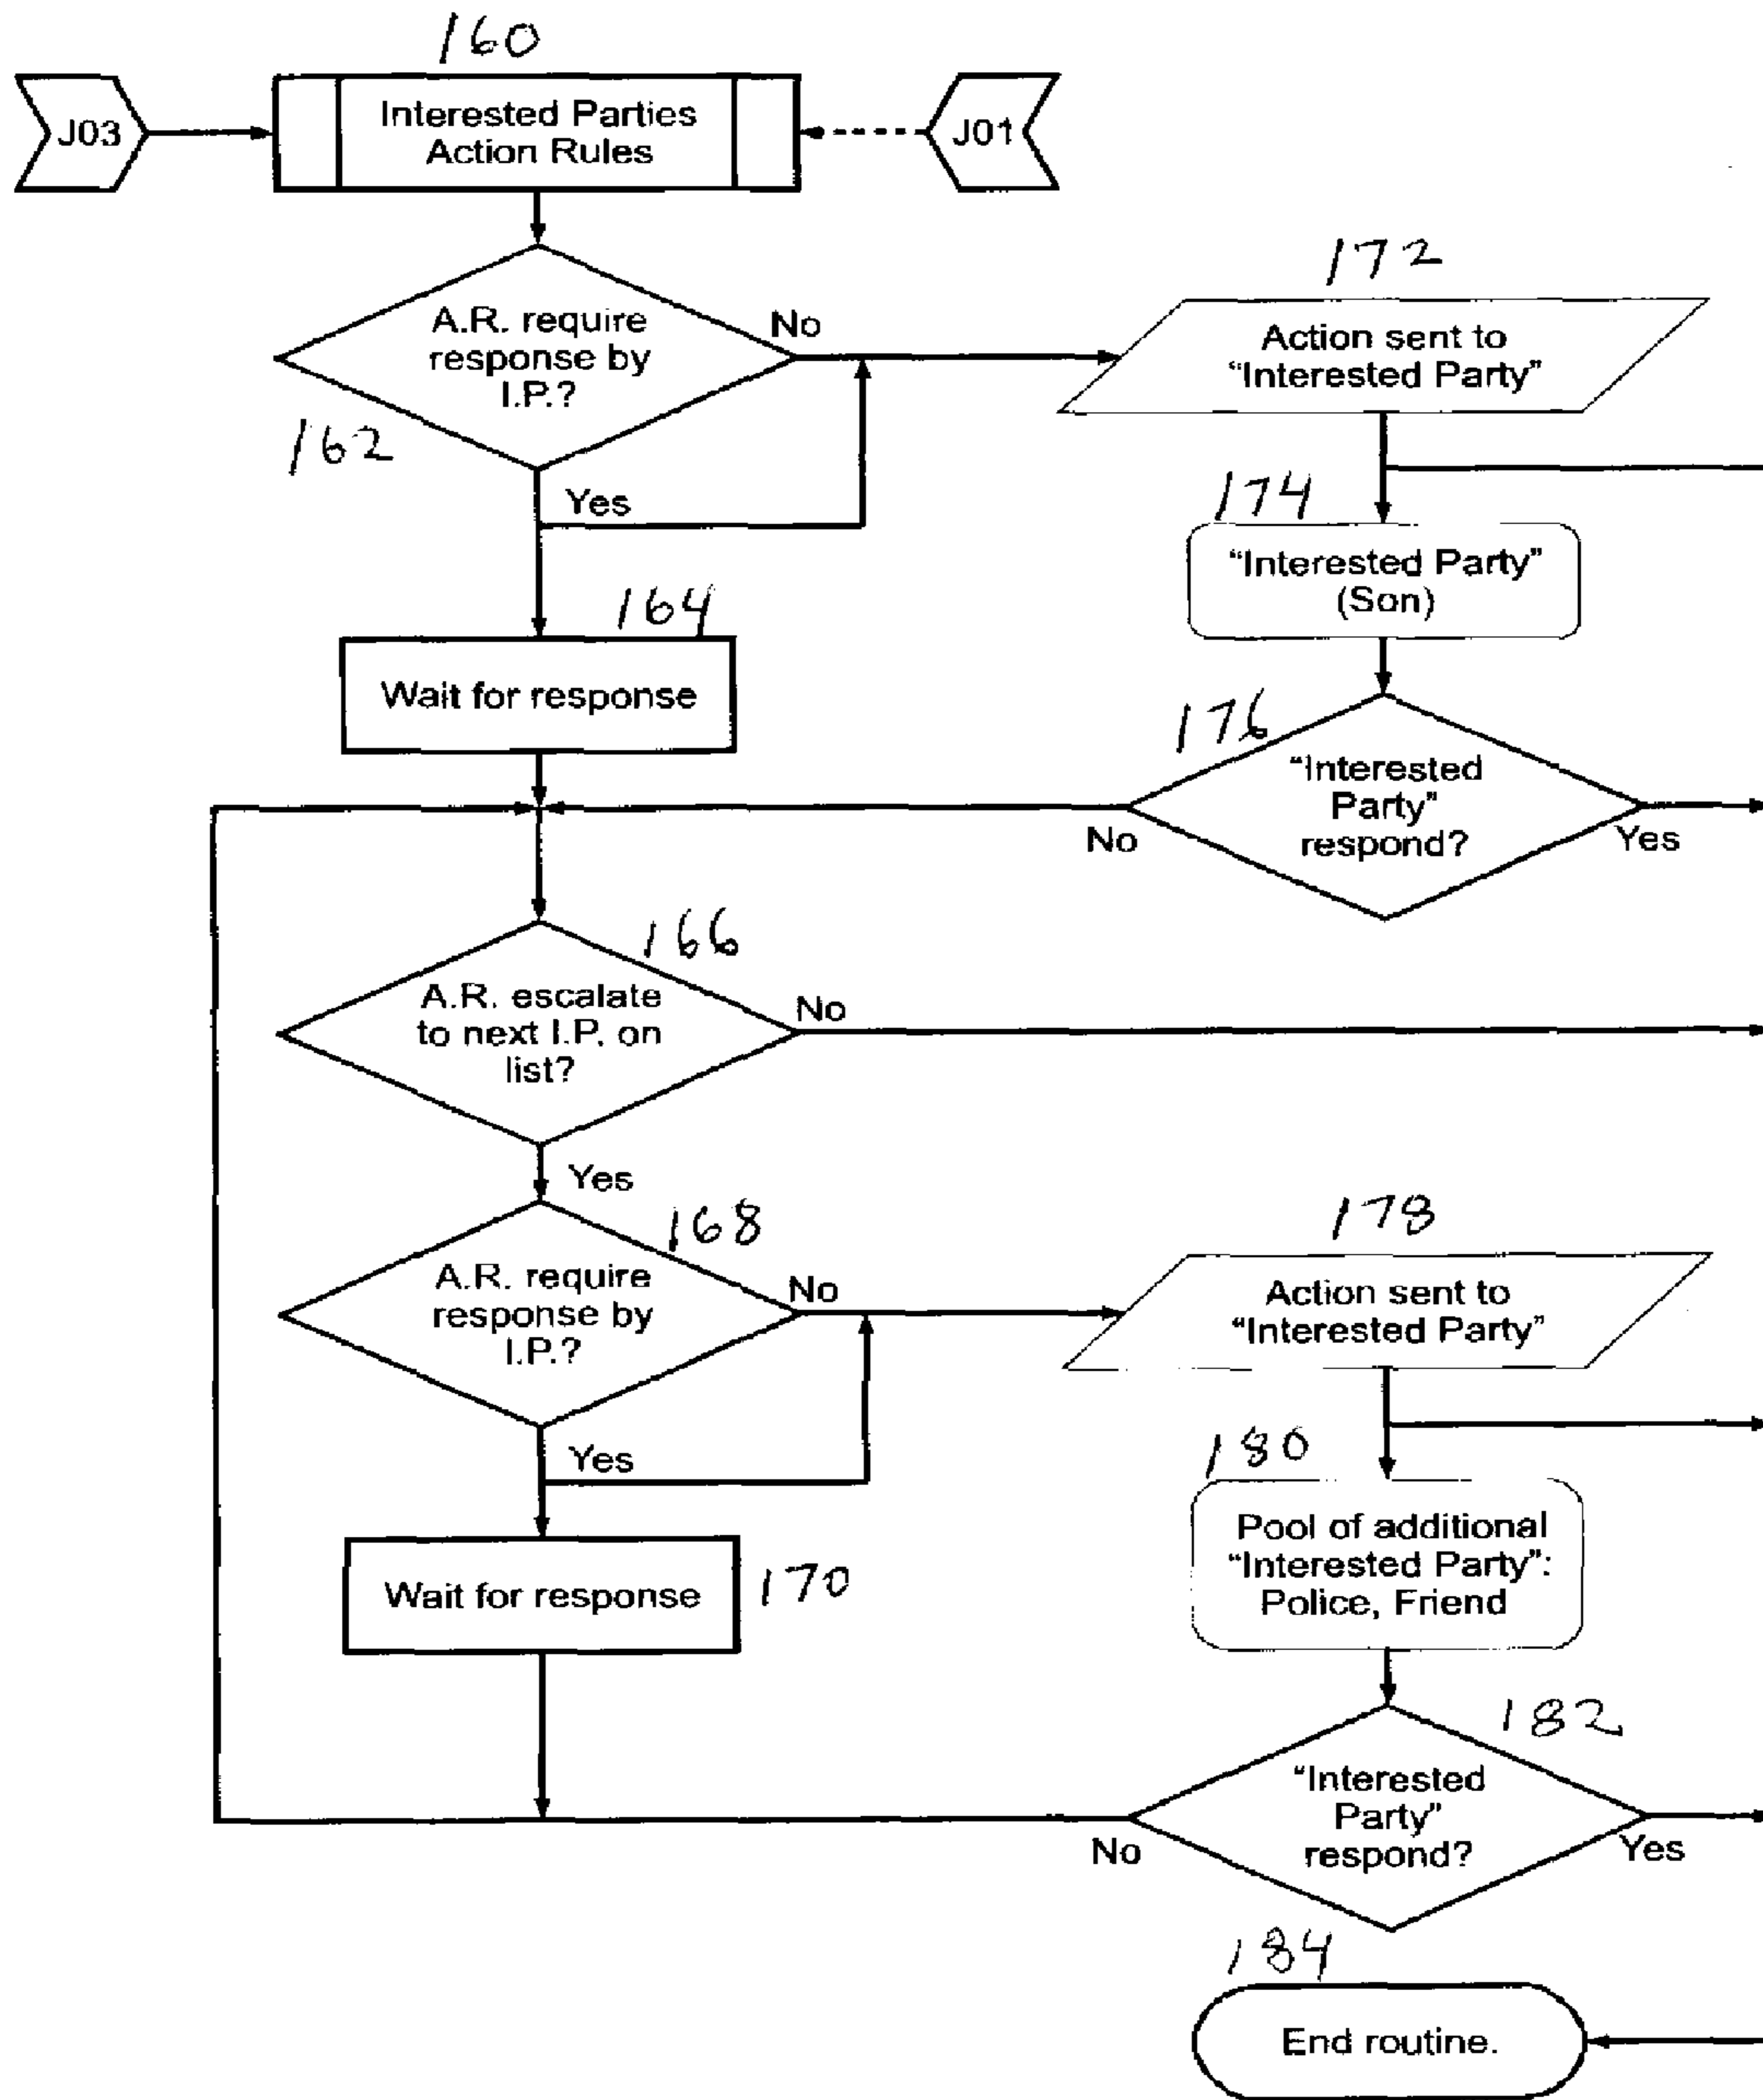 160
J03
Interested Parties
Action Rules
J01
A.R. require
response by
I.P.?
No
162
Yes
172
Action sent to
“Interested Party”
174
“Interested Party”
(Son)
164
Wait for response
176
“Interested
Party”
respond?
No
Yes
166
A.R. escalate
to next I.P. on
list?
No
Yes
168
A.R. require
response by
I.P.?
No
Yes
178
Action sent to
“Interested Party”
180
Pool of additional
“Interested Party”:
Police, Friend
Wait for response
170
182
“Interested
Party”
respond?
No
Yes
184
End routine.